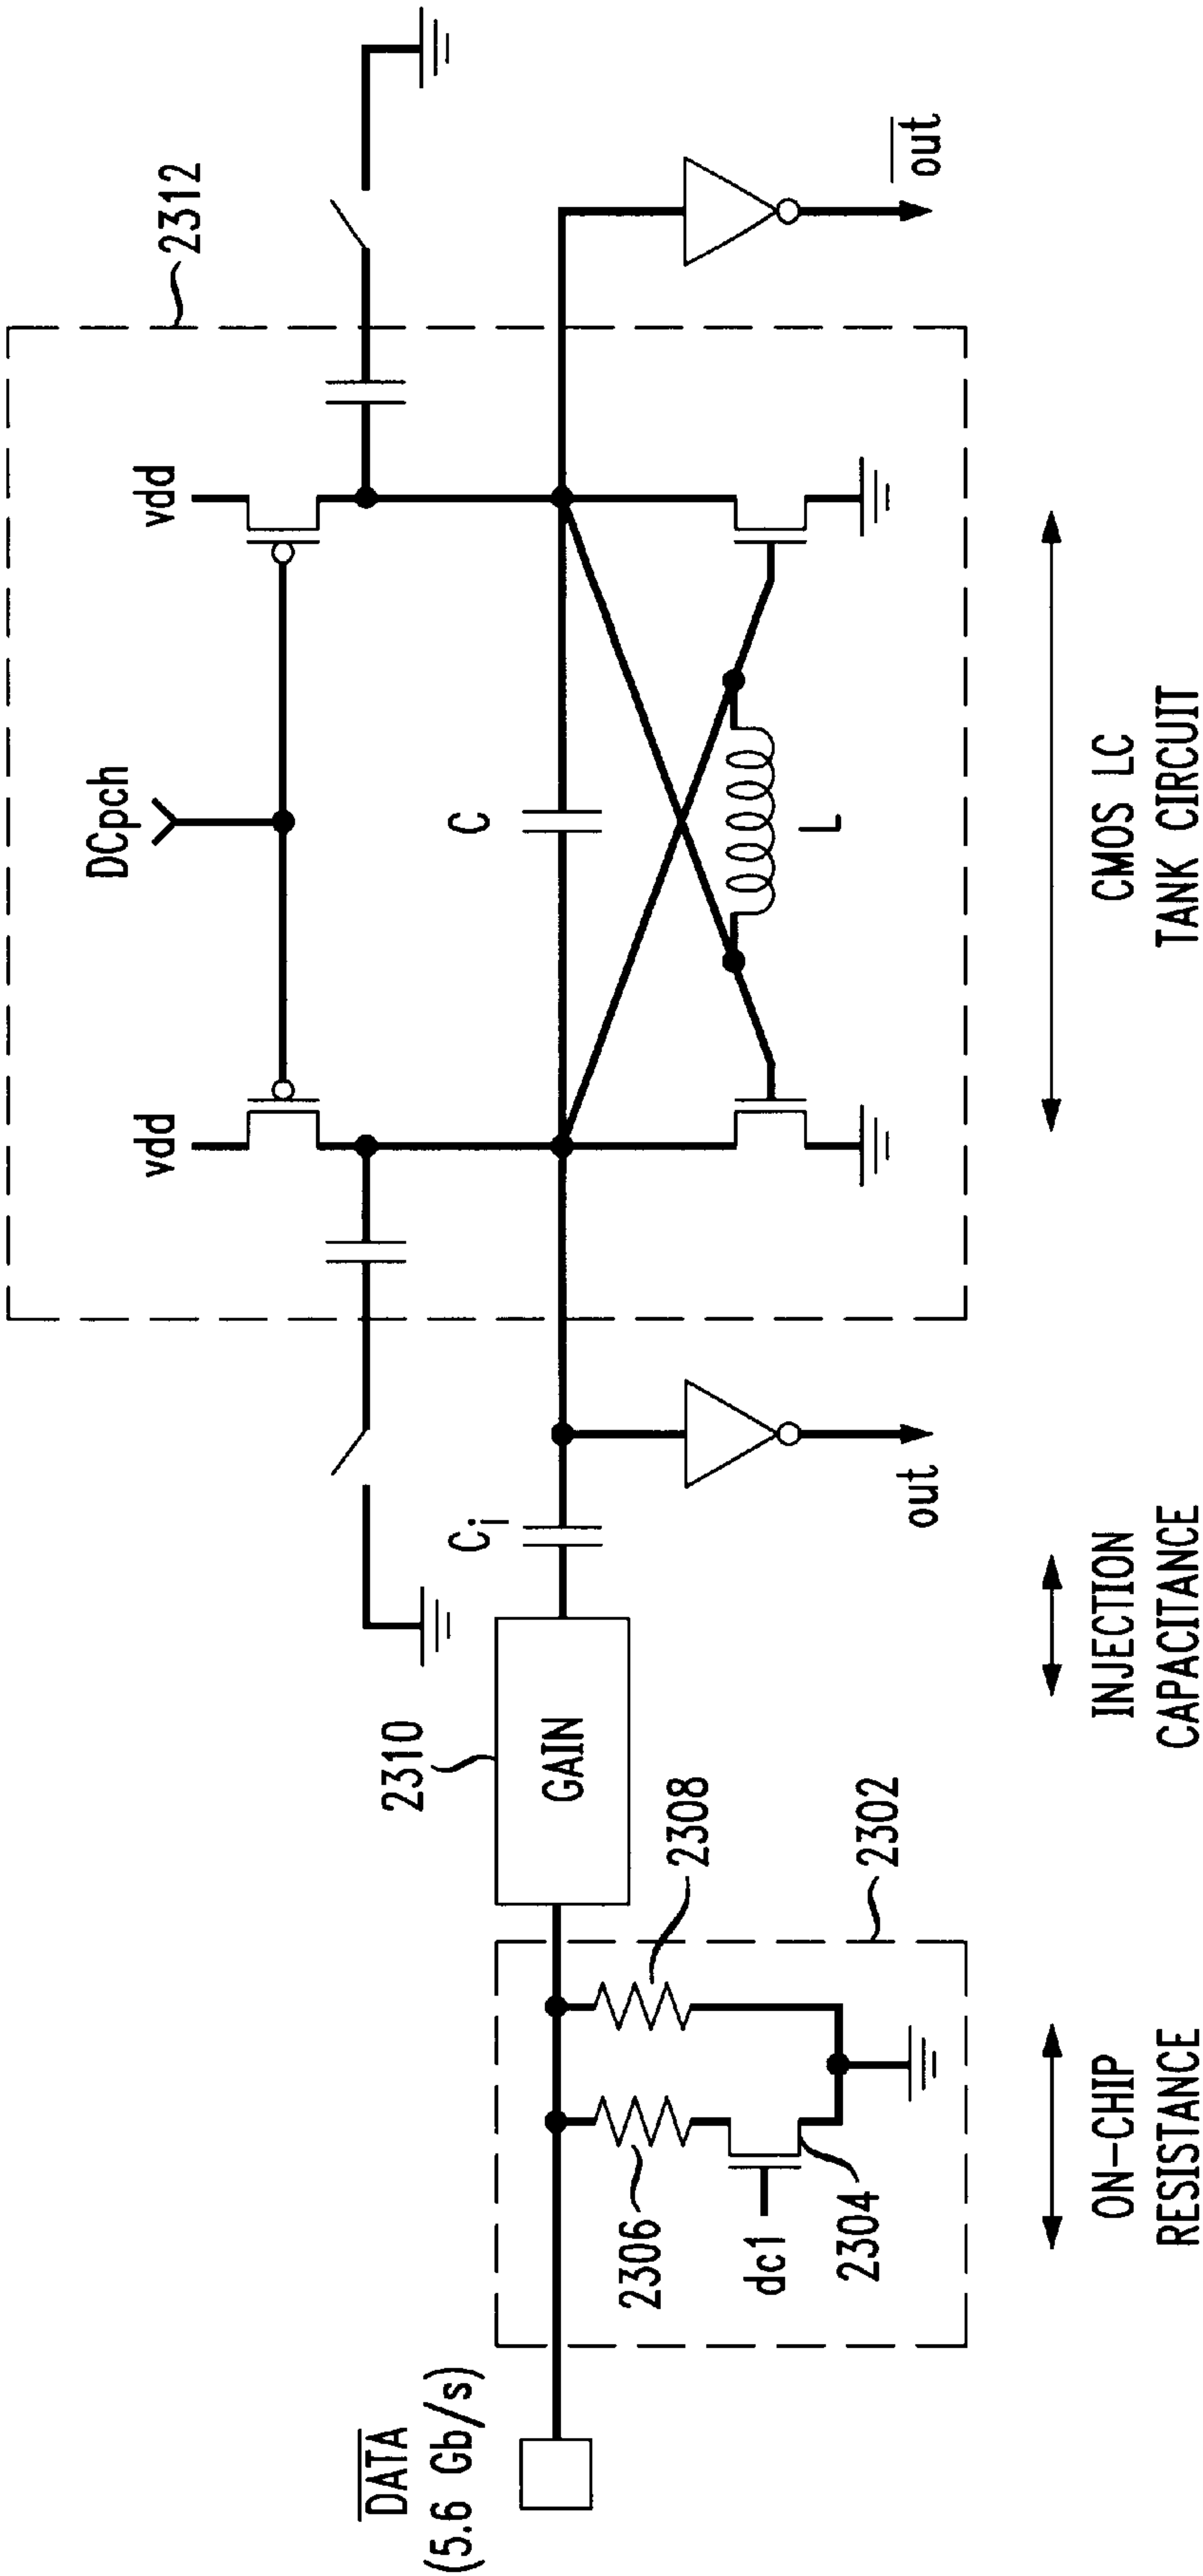 2312
vdd
DCpch
vdd
C
L
out
CMOS LC
TANK CIRCUIT
Ci
out
INJECTION
CAPACITANCE
2310
GAIN
2308
2302
2306
dc1
2304
ON-CHIP
RESISTANCE
DATA
(5.6 Gb/s)